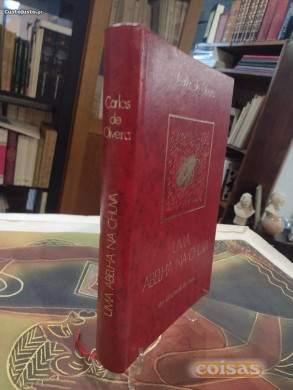 CustoJusto.pt
Carlos
de
Oliveira
UMA ABELHA NA CHUVA
UMA
ABELHA NA CHUVA
coisas